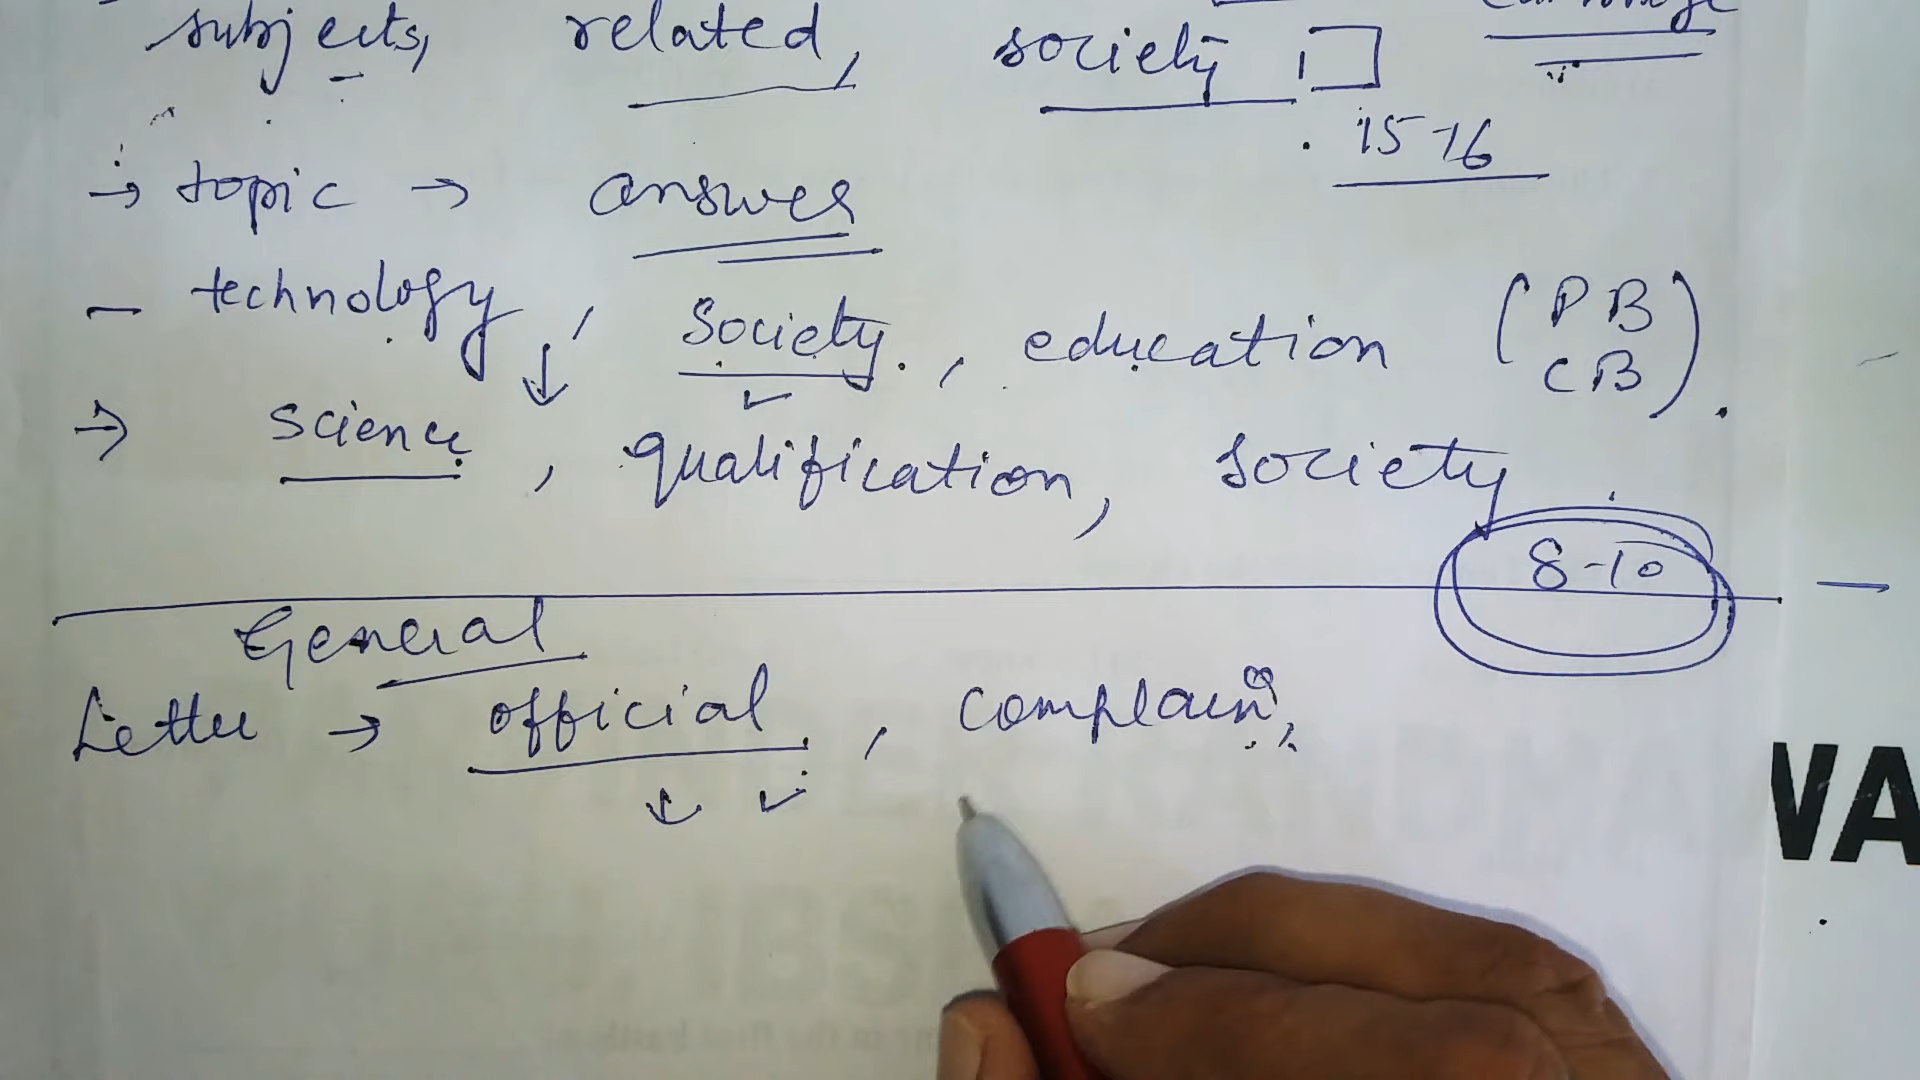 subjects, related, society
15-16
→ topic → answer
- technology, society, education (PB CB).
→ science, qualification, society
8-10
General
Letter → official, complain,
WA